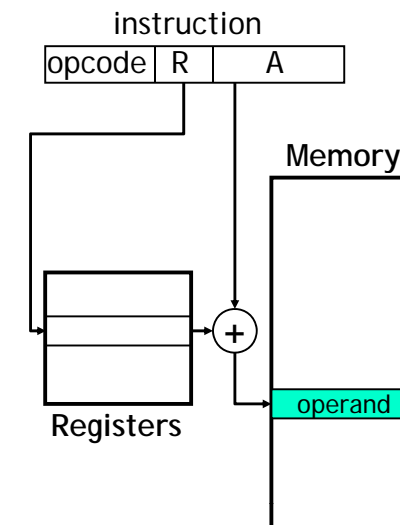 instruction
opcode R A
Memory
+
operand
Registers